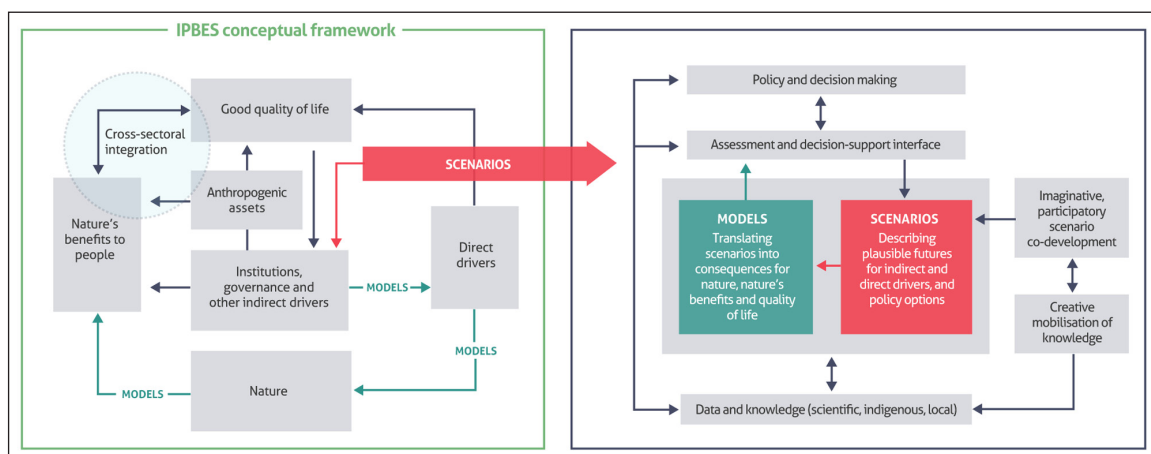 IPBES conceptual framework
Good quality of life
Cross-sectoral
integration
Anthropogenic
assets
Nature's
benefits to
people
Institutions,
governance and
other indirect drivers
Direct
drivers
SCENARIOS
MODELS
MODELS
MODELS
Nature
Policy and decision making
Assessment and decision-support interface
MODELS
Translating
scenarios into
consequences for
nature, nature's
benefits and quality
of life
SCENARIOS
Describing
plausible futures
for indirect and
direct drivers, and
policy options
Imaginative,
participatory
scenario
co-development
Creative
mobilisation of
knowledge
Data and knowledge (scientific, indigenous, local)